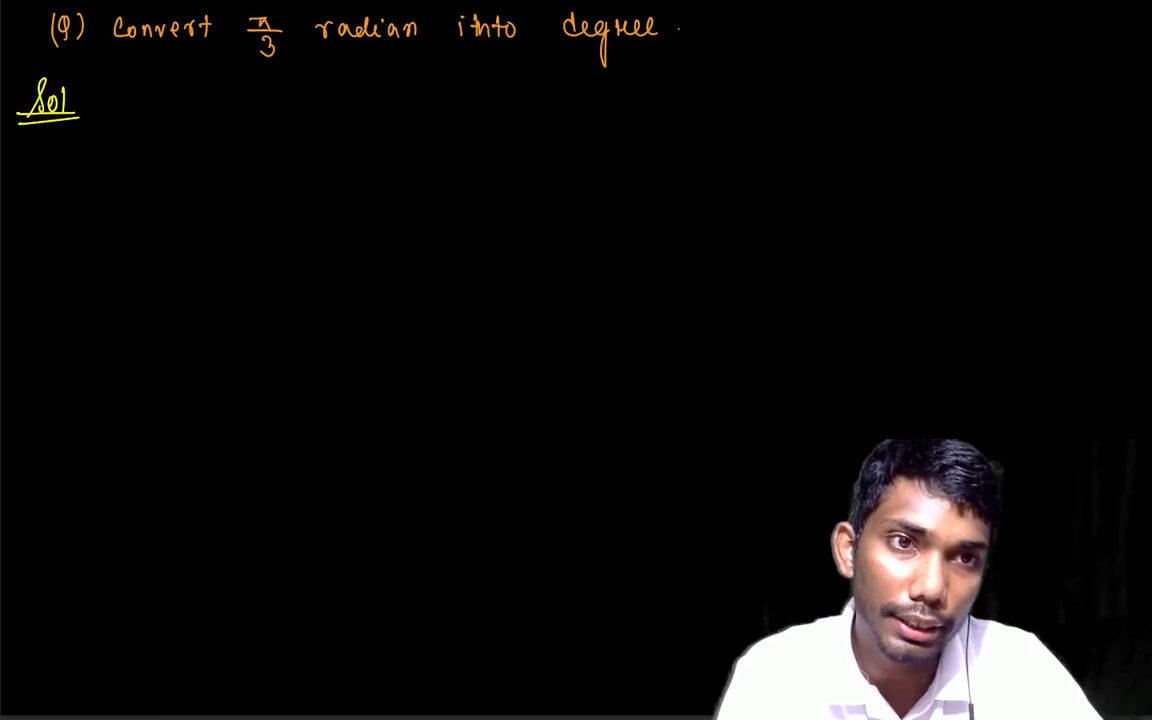 (Q) Convert π/3 radian into degree.
Sol